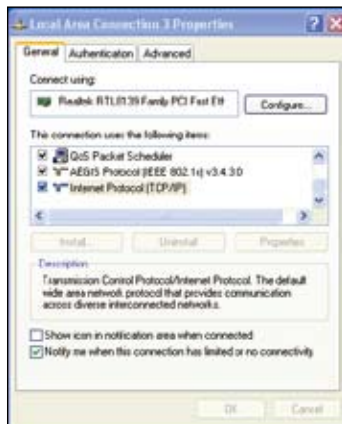 Local Area Connection 3 Properties
General Authentication Advanced
Connect using:
Realtek RTL8139 Family PCI Fast Eth
Configure...
This connection uses the following items:
QoS Packet Scheduler
AEGIS Protocol (IEEE 802.1x) v3.4.3.0
Internet Protocol (TCP/IP)
Install...
Uninstall
Properties
Description
Transmission Control Protocol/Internet Protocol. The default
wide area network protocol that provides communication
across diverse interconnected networks.
Show icon in notification area when connected
Notify me when this connection has limited or no connectivity
OK
Cancel